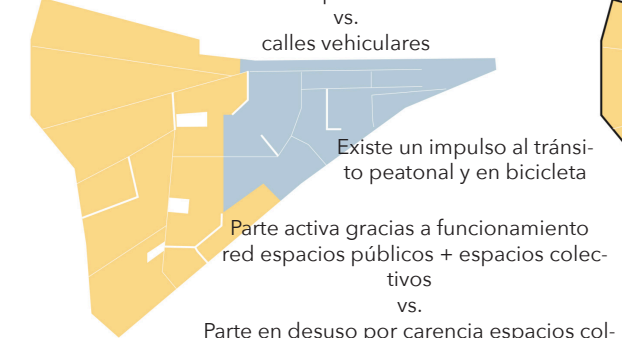 vs.
calles vehiculares
Existe un impulso al tránsi-
to peatonal y en bicicleta
Parte activa gracias a funcionamiento
red espacios públicos + espacios colec-
tivos
vs.
Parte en desuso por carencia espacios col-